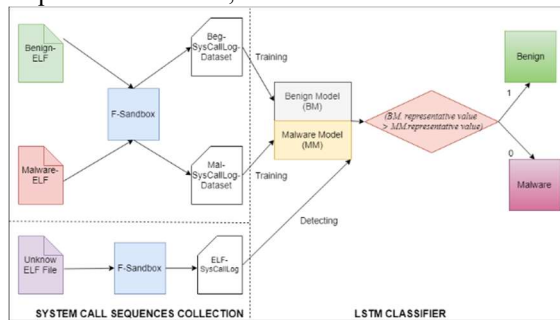 Benign-
ELF
Beg-
SysCallLog-
Dataset
Training
Benign
F-Sandbox
Benign Model
(BM)
Malware Model
(MM)
(BM. representative value
> MM.representative value)
1
0
Malware-
ELF
Mal-
SysCallLog-
Dataset
Training
Malware
Detecting
Unknow
ELF File
F-Sandbox
ELF-
SysCallLog
SYSTEM CALL SEQUENCES COLLECTION
LSTM CLASSIFIER